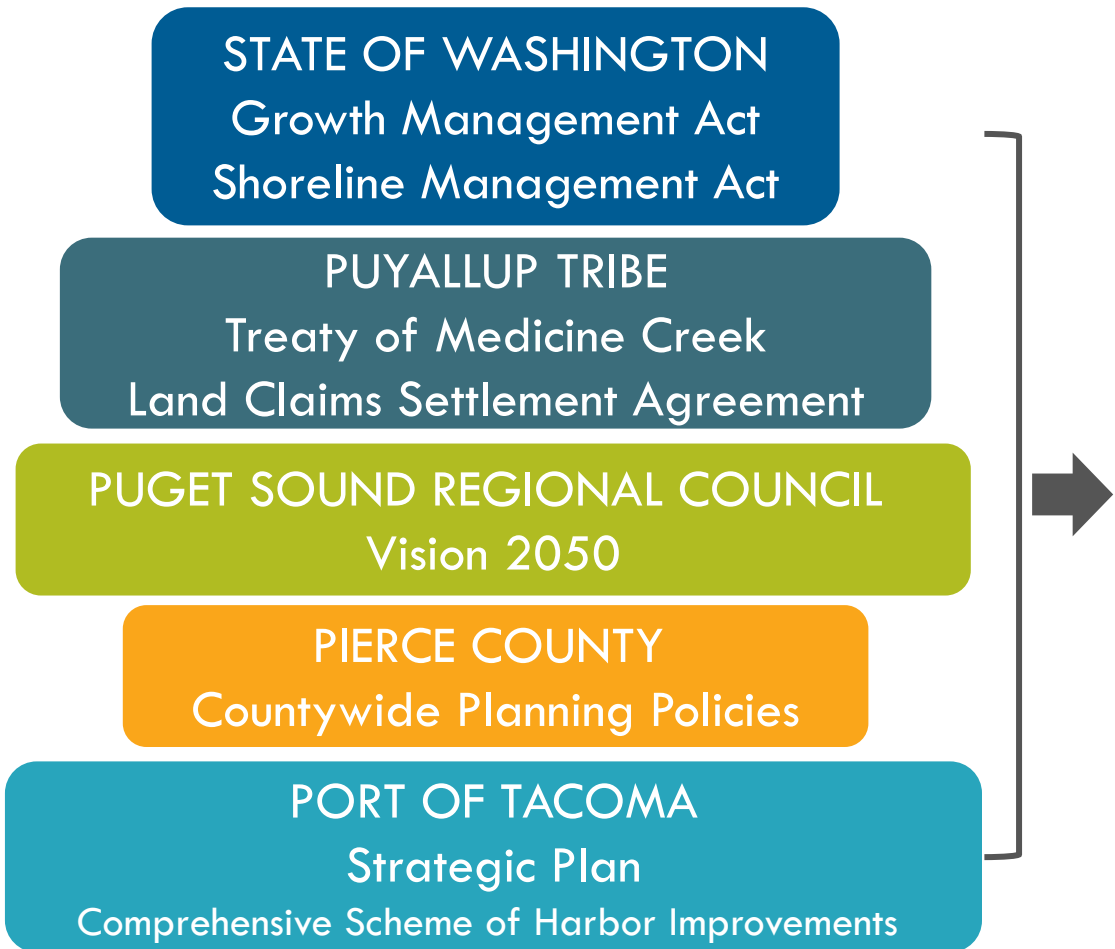 STATE OF WASHINGTON
Growth Management Act
Shoreline Management Act
PUYALLUP TRIBE
Treaty of Medicine Creek
Land Claims Settlement Agreement
PUGET SOUND REGIONAL COUNCIL
Vision 2050
PIERCE COUNTY
Countywide Planning Policies
PORT OF TACOMA
Strategic Plan
Comprehensive Scheme of Harbor Improvements